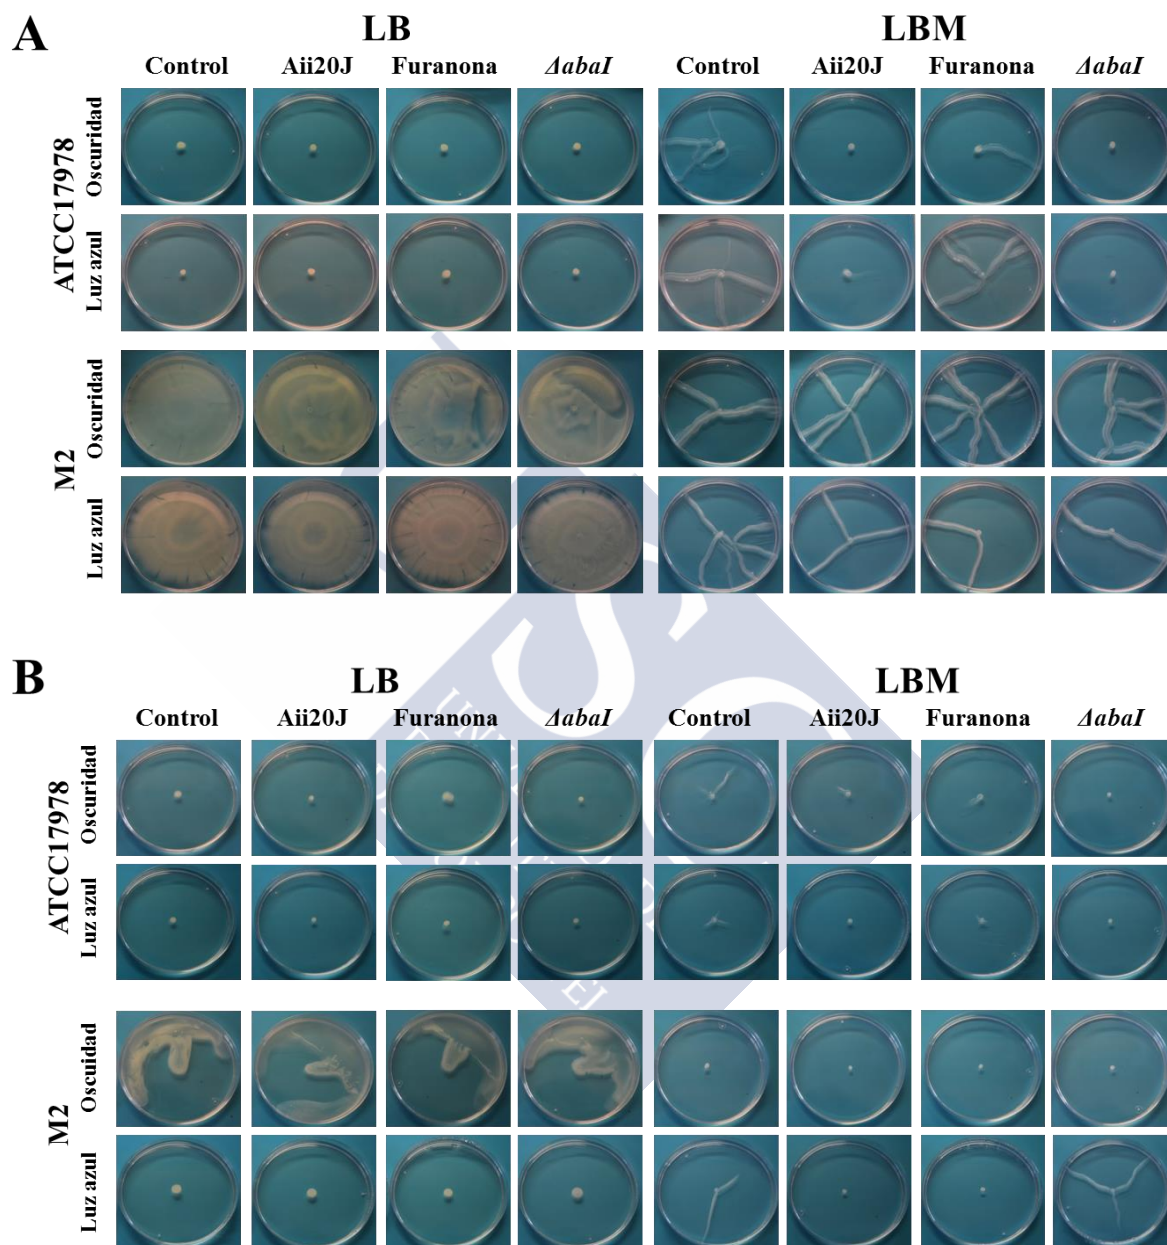 A
LB LBM
Control Aii20J Furanona ΔabaI Control Aii20J Furanona ΔabaI
ATCC17978
Oscuridad
Luz azul
M2
Oscuridad
Luz azul
B
LB LBM
Control Aii20J Furanona ΔabaI Control Aii20J Furanona ΔabaI
ATCC17978
Oscuridad
Luz azul
M2
Oscuidad
Luz azul